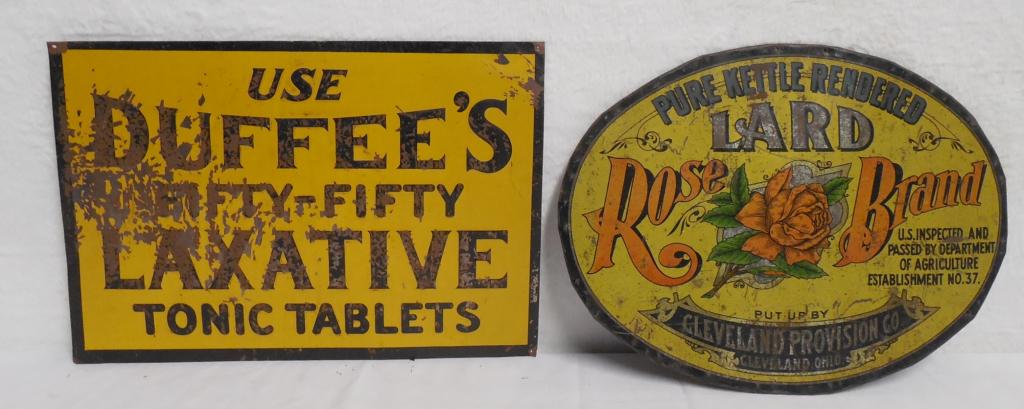 USE
DUFFEE'S
FIFTY-FIFTY
LAXATIVE
TONIC TABLETS
PURE KETTLE RENDERED
LARD
Rose Brand
U.S. INSPECTED AND
PASSED BY DEPARTMENT
OF AGRICULTURE
ESTABLISHMENT NO. 37.
PUT UP BY
CLEVELAND PROVISION CO.
CLEVELAND OHIO.